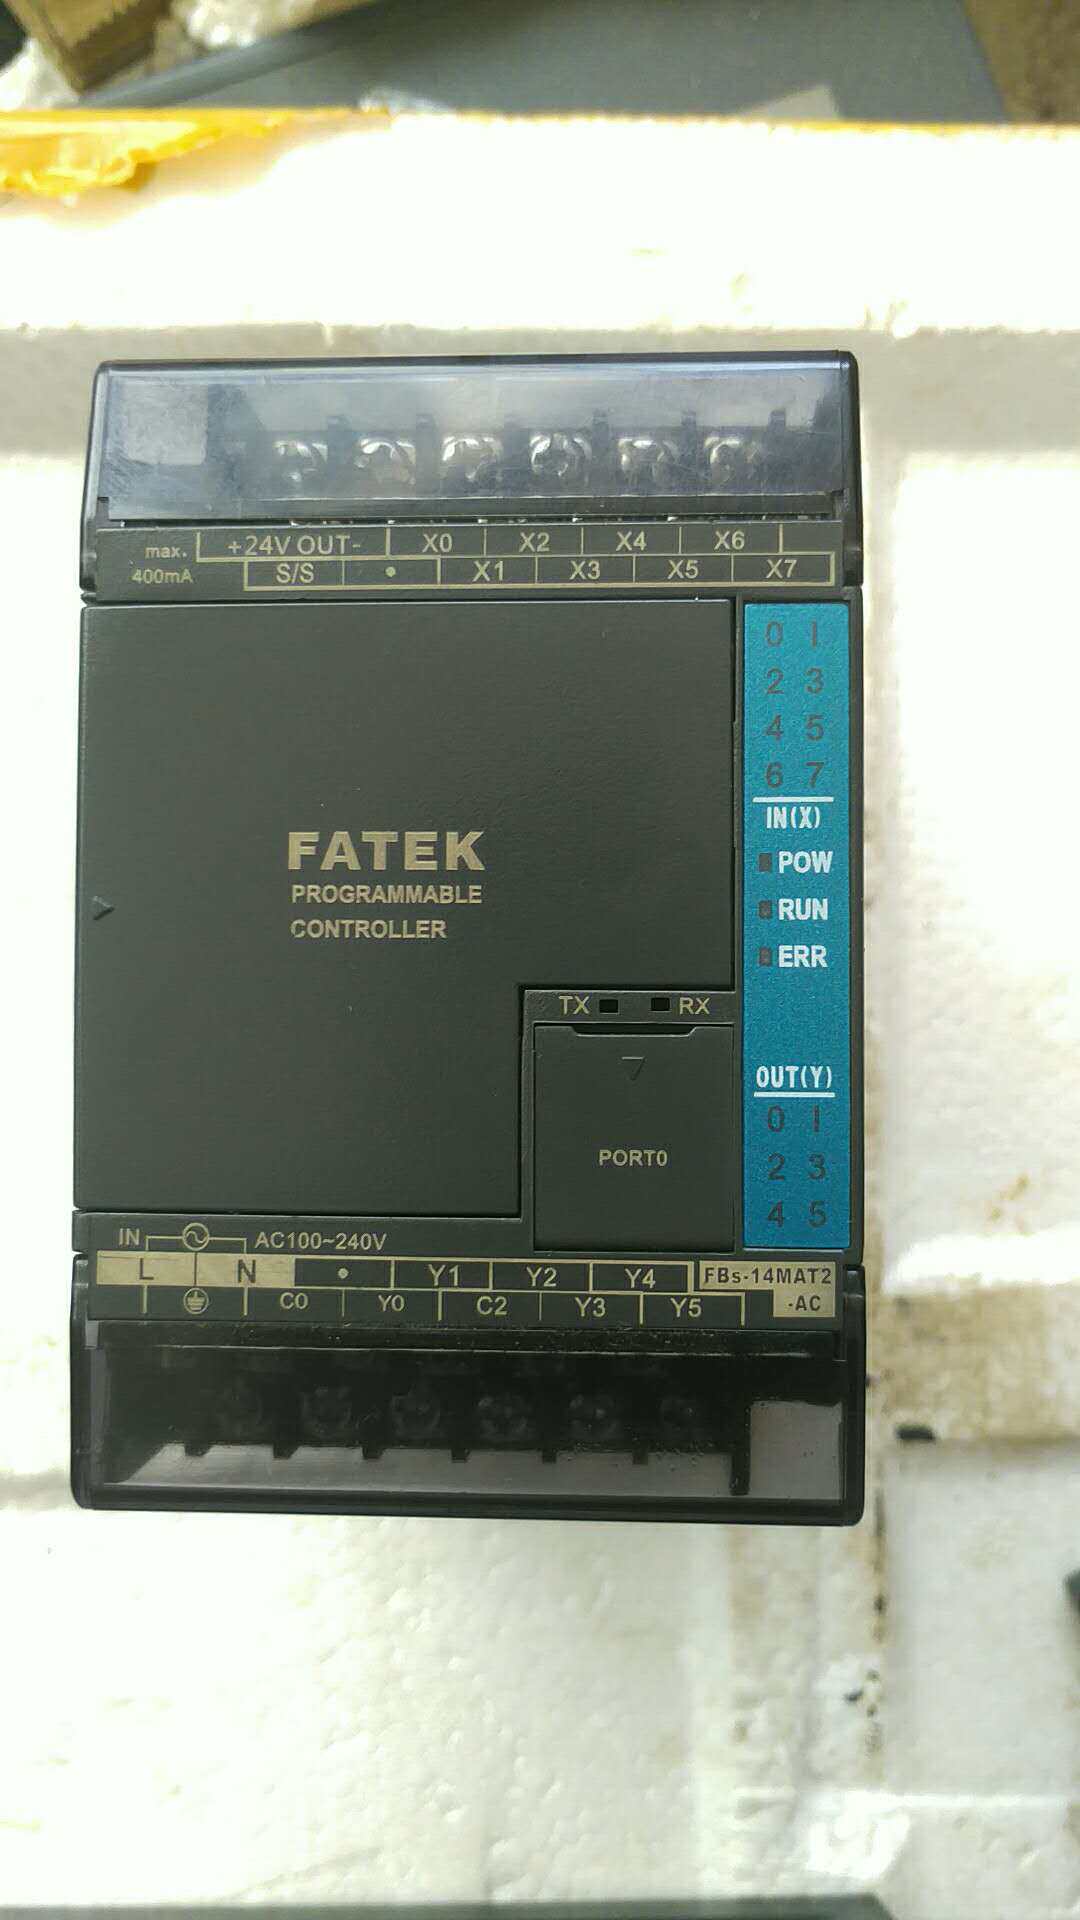 +24V OUT- X0 X2 X4 X6
max.
400mA
S/S • X1 X3 X5 X7
0 1
2 3
4 5
6 7
IN(X)
POW
RUN
ERR
FATEK
PROGRAMMABLE
CONTROLLER
TX RX
PORT0
OUT(Y)
0 1
2 3
4 5
IN AC100~240V
L N • Y1 Y2 Y4
C0 Y0 C2 Y3 Y5
FBs-14MAT2
-AC